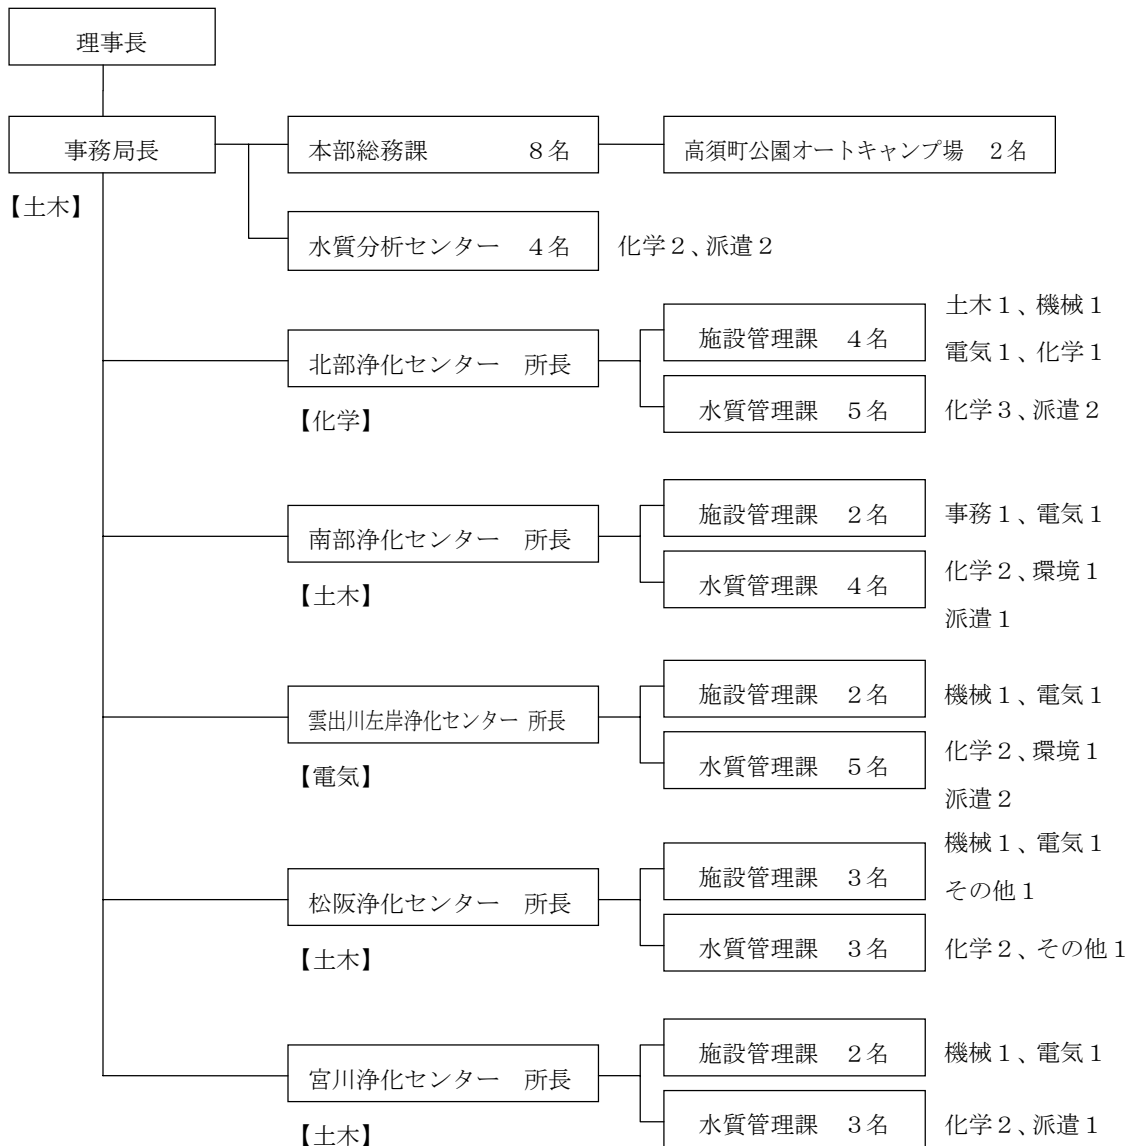 理事長
事務局長
【土木】
本部総務課 8名
高須町公園オートキャンプ場 2名
水質分析センター 4名
化学2、派遣2
北部浄化センター 所長
【化学】
施設管理課 4名
土木1、機械1
電気1、化学1
水質管理課 5名
化学3、派遣2
南部浄化センター 所長
【土木】
施設管理課 2名
事務1、電気1
水質管理課 4名
化学2、環境1
派遣1
雲出川左岸浄化センター 所長
【電気】
施設管理課 2名
機械1、電気1
水質管理課 5名
化学2、環境1
派遣2
松阪浄化センター 所長
【土木】
施設管理課 3名
機械1、電気1
その他1
水質管理課 3名
化学2、その他1
宮川浄化センター 所長
【土木】
施設管理課 2名
機械1、電気1
水質管理課 3名
化学2、派遣1